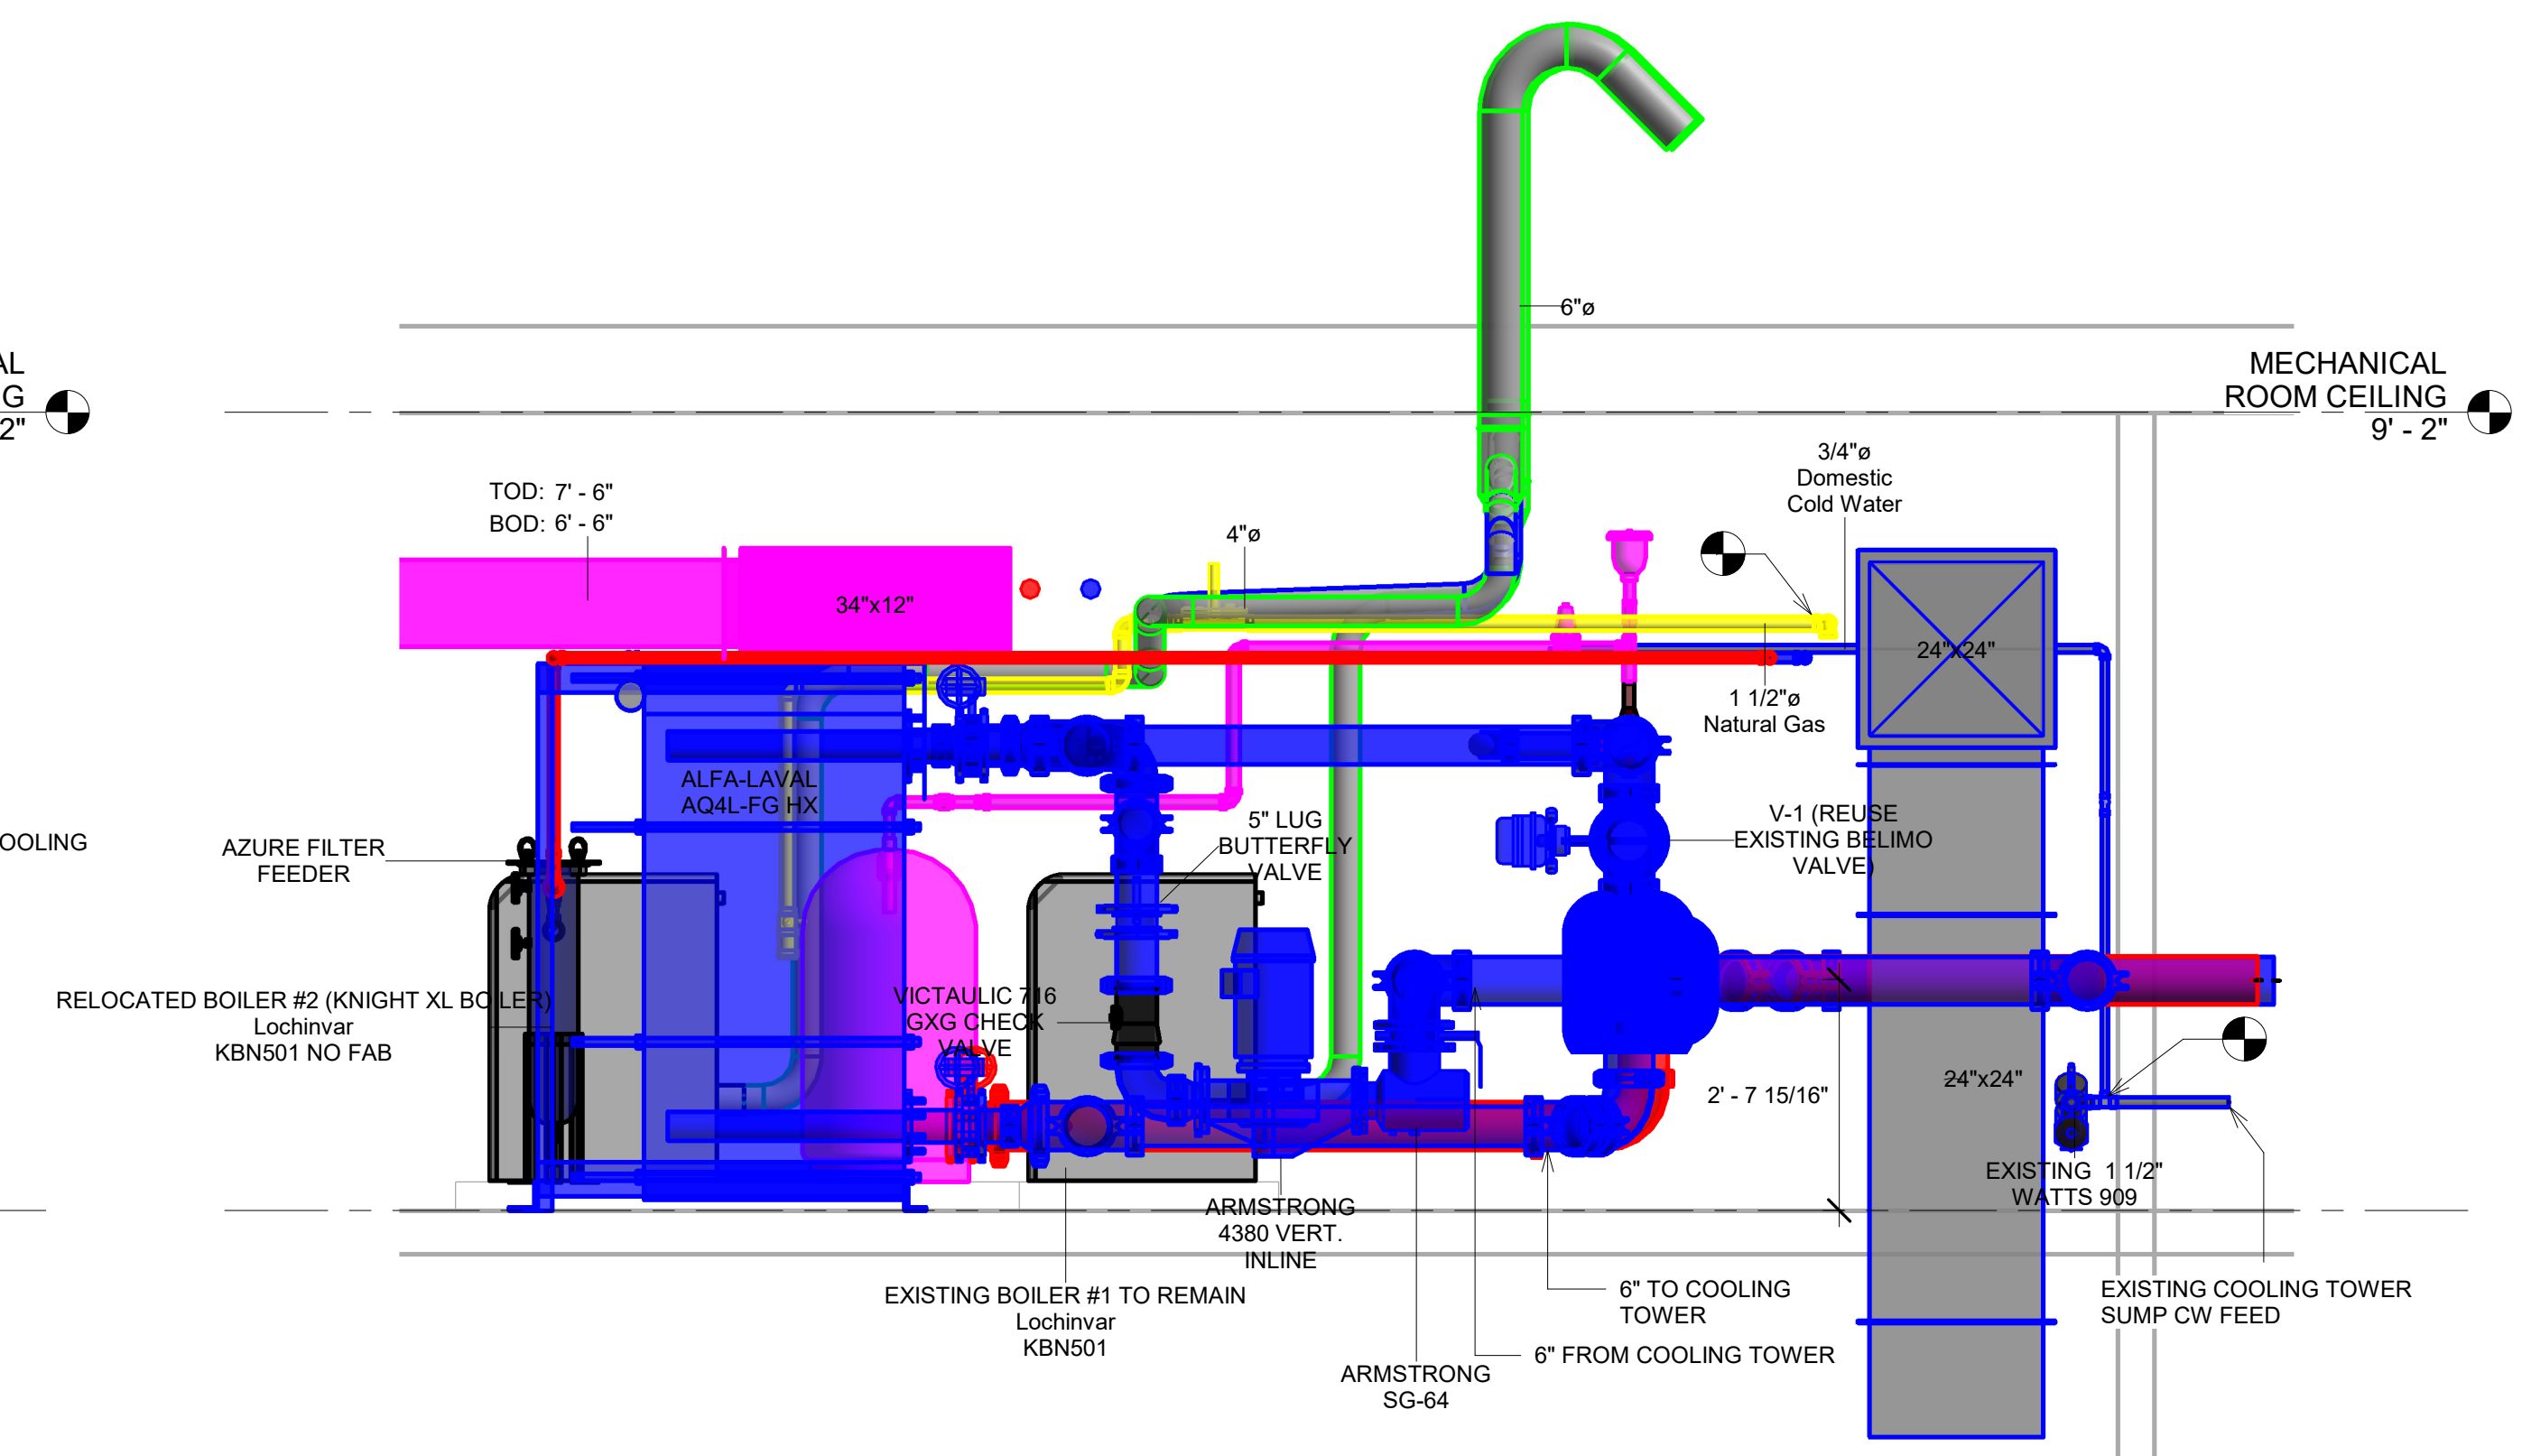 AL
G
2"
MECHANICAL
ROOM CEILING
9' - 2"
6"ø
3/4"ø
Domestic
Cold Water
TOD: 7' - 6"
BOD: 6' - 6"
4"ø
34"x12"
24"x24"
1 1/2"ø
Natural Gas
ALFA-LAVAL
AQ4L-FG HX
OOLING
AZURE FILTER
FEEDER
5" LUG
BUTTERFLY
VALVE
V-1 (REUSE
EXISTING BELIMO
VALVE)
RELOCATED BOILER #2 (KNIGHT XL BOILER)
Lochinvar
KBN501 NO FAB
VICTAULIC 716
GXG CHECK
VALVE
2' - 7 15/16"
24"x24"
EXISTING 1 1/2"
WATTS 909
ARMSTRONG
4380 VERT.
INLINE
EXISTING BOILER #1 TO REMAIN
Lochinvar
KBN501
6" TO COOLING
TOWER
6" FROM COOLING TOWER
ARMSTRONG
SG-64
EXISTING COOLING TOWER
SUMP CW FEED